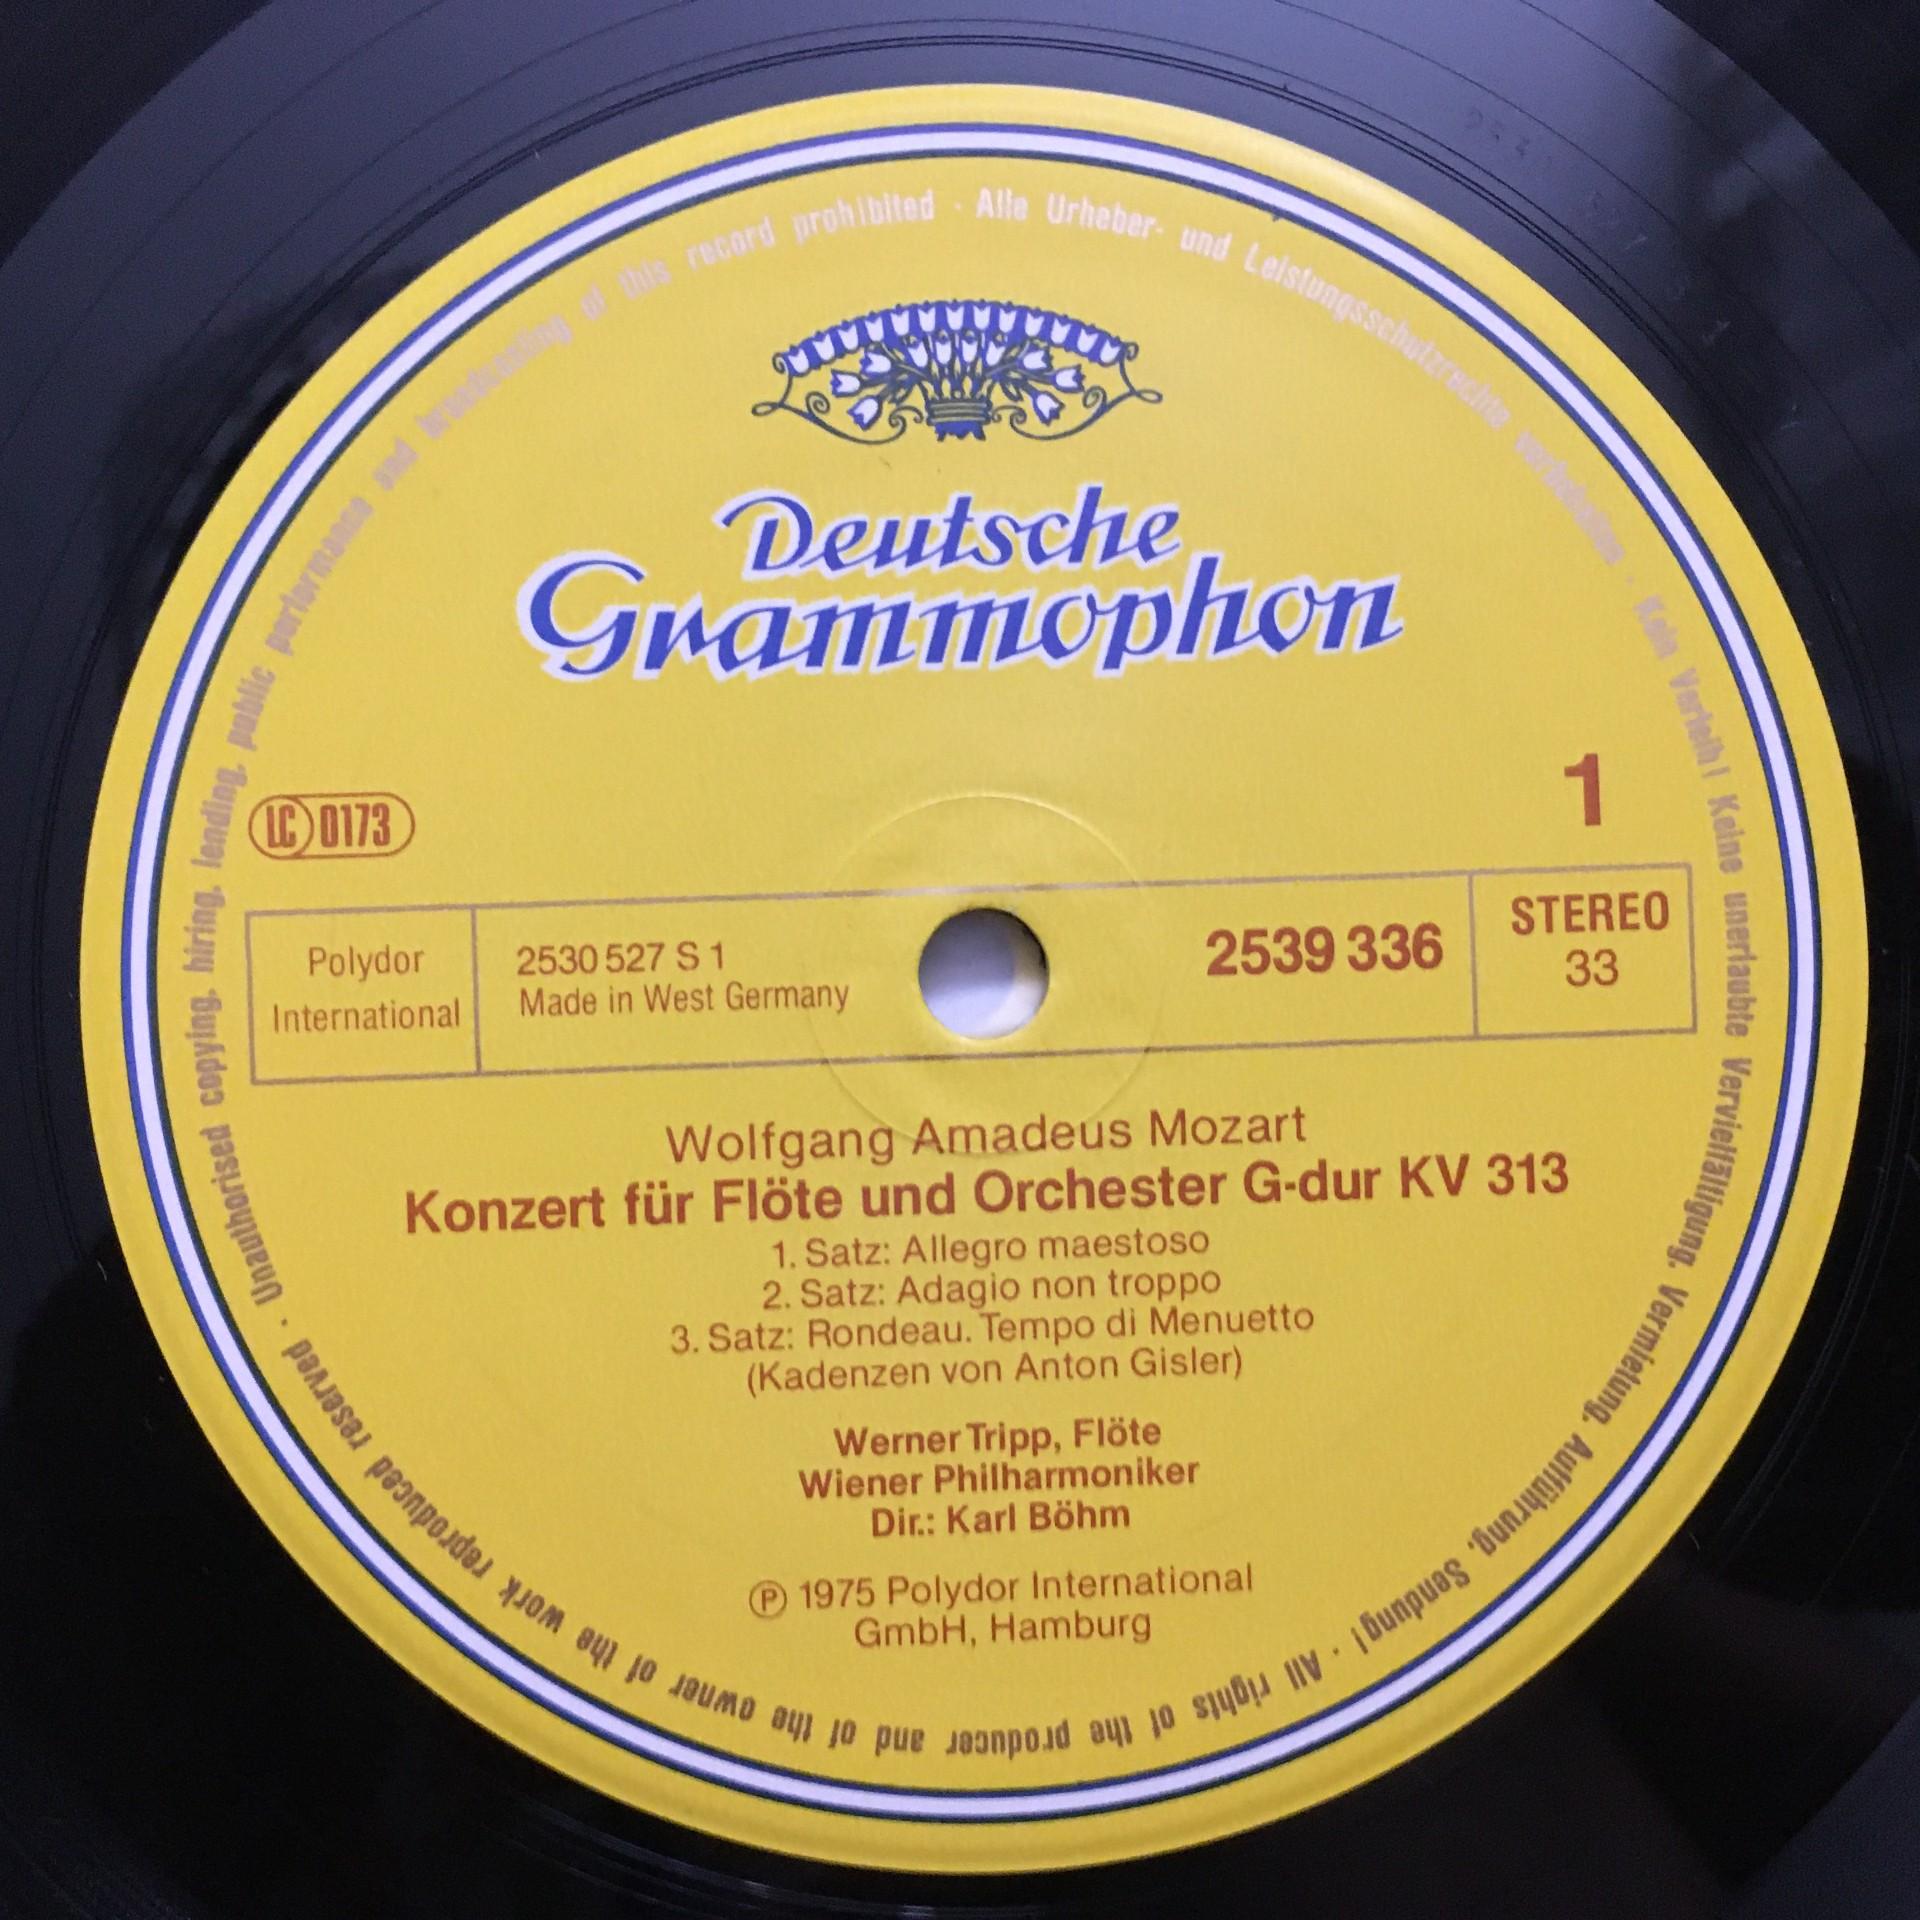 Deutsche
Grammophon
LC 0173
1
Polydor
International
2530 527 S 1
Made in West Germany
2539 336
STEREO
33
Wolfgang Amadeus Mozart
Konzert für Flöte und Orchester G-dur KV 313
1. Satz: Allegro maestoso
2. Satz: Adagio non troppo
3. Satz: Rondeau. Tempo di Menuetto
(Kadenzen von Anton Gisler)
Werner Tripp, Flöte
Wiener Philharmoniker
Dir.: Karl Böhm
Ⓟ 1975 Polydor International
GmbH, Hamburg
Alle Urheber- und Leistungsschutzrechte vorbehalten · Kein Verleih! Keine unerlaubte Vervielfältigung, Vermietung, Aufführung, Sendung! · All rights of the producer and of the owner of the work reproduced reserved · Unauthorised copying, hiring, lending, public performance and broadcasting of this record prohibited ·